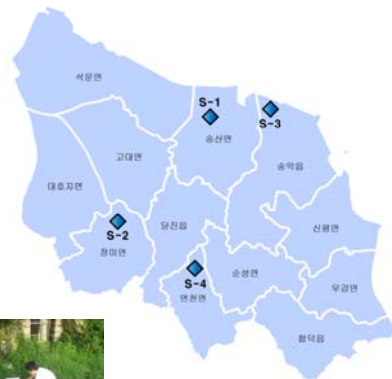 석문면
S-1
S-3
고대면
송산면
송악읍
대호지면
당진읍
신평면
S-2
정미면
순성면
S-4
우강면
면천면
합덕읍